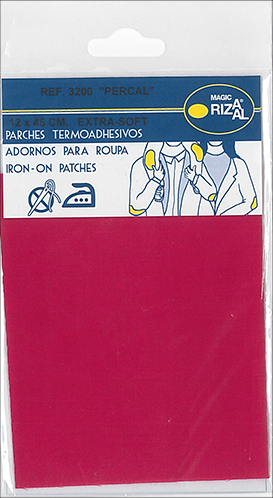 REF. 3200 "PERCAL"
12 x 45 CM. EXTRA-SOFT
MAGIC
RIZAL
PARCHES TERMOADHESIVOS
ADORNOS PARA ROUPA
IRON-ON PATCHES